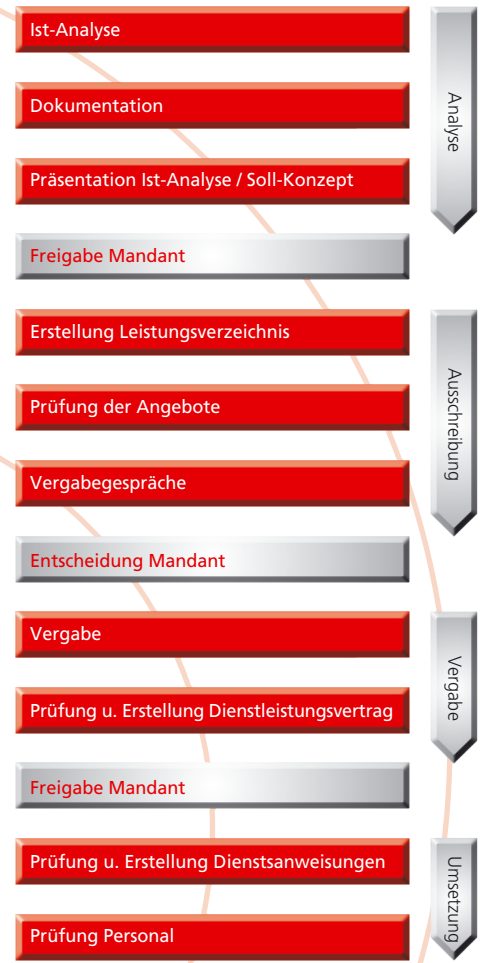 Ist-Analyse
Dokumentation
Präsentation Ist-Analyse / Soll-Konzept
Analyse
Freigabe Mandant
Erstellung Leistungsverzeichnis
Prüfung der Angebote
Vergabegespräche
Ausschreibung
Entscheidung Mandant
Vergabe
Prüfung u. Erstellung Dienstleistungsvertrag
Vergabe
Freigabe Mandant
Prüfung u. Erstellung Dienstsanweisungen
Prüfung Personal
Umsetzung